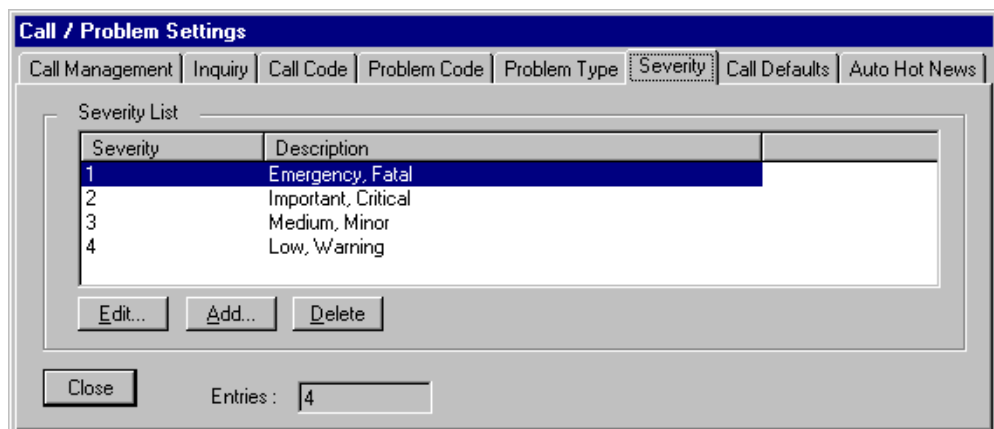 Call / Problem Settings
Call Management Inquiry Call Code Problem Code Problem Type Severity Call Defaults Auto Hot News
Severity List
Severity Description
1 Emergency, Fatal
2 Important, Critical
3 Medium, Minor
4 Low, Warning
Edit... Add... Delete
Close Entries : 4